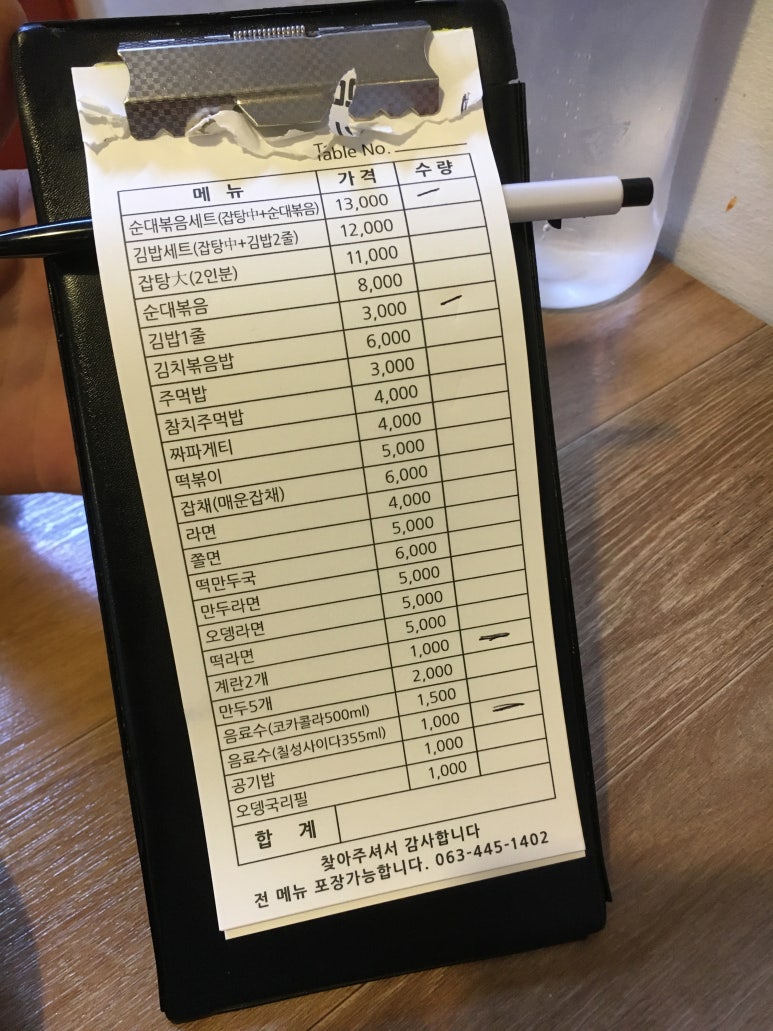 Table No.
메 뉴 가 격 수 량
순대볶음세트(잡탕中+순대볶음) 13,000
김밥세트(잡탕中+김밥2줄) 12,000
잡탕大(2인분) 11,000
순대볶음 8,000
김밥1줄 3,000
김치볶음밥 6,000
주먹밥 3,000
참치주먹밥 4,000
짜파게티 4,000
떡볶이 5,000
잡채(매운잡채) 6,000
라면 4,000
쫄면 5,000
떡만두국 6,000
만두라면 5,000
오뎅라면 5,000
떡라면 5,000
계란2개 1,000
만두5개 2,000
음료수(코카콜라500ml) 1,500
음료수(칠성사이다355ml) 1,000
공기밥 1,000
오뎅국리필 1,000
합 계
찾아주셔서 감사합니다
전 메뉴 포장가능합니다. 063-445-1402